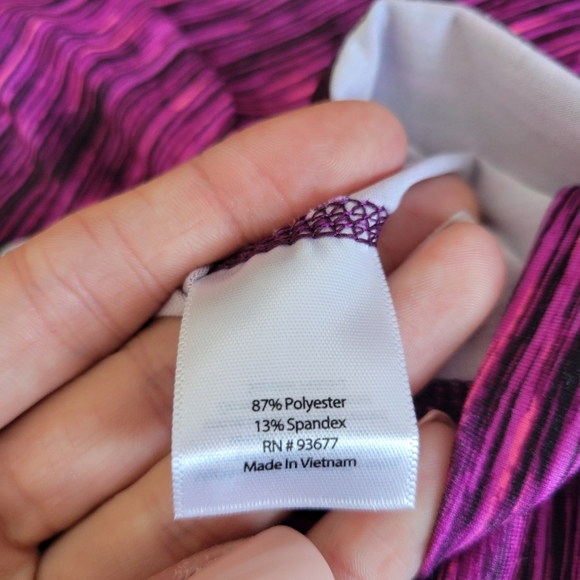 87% Polyester
13% Spandex
RN # 93677
Made In Vietnam